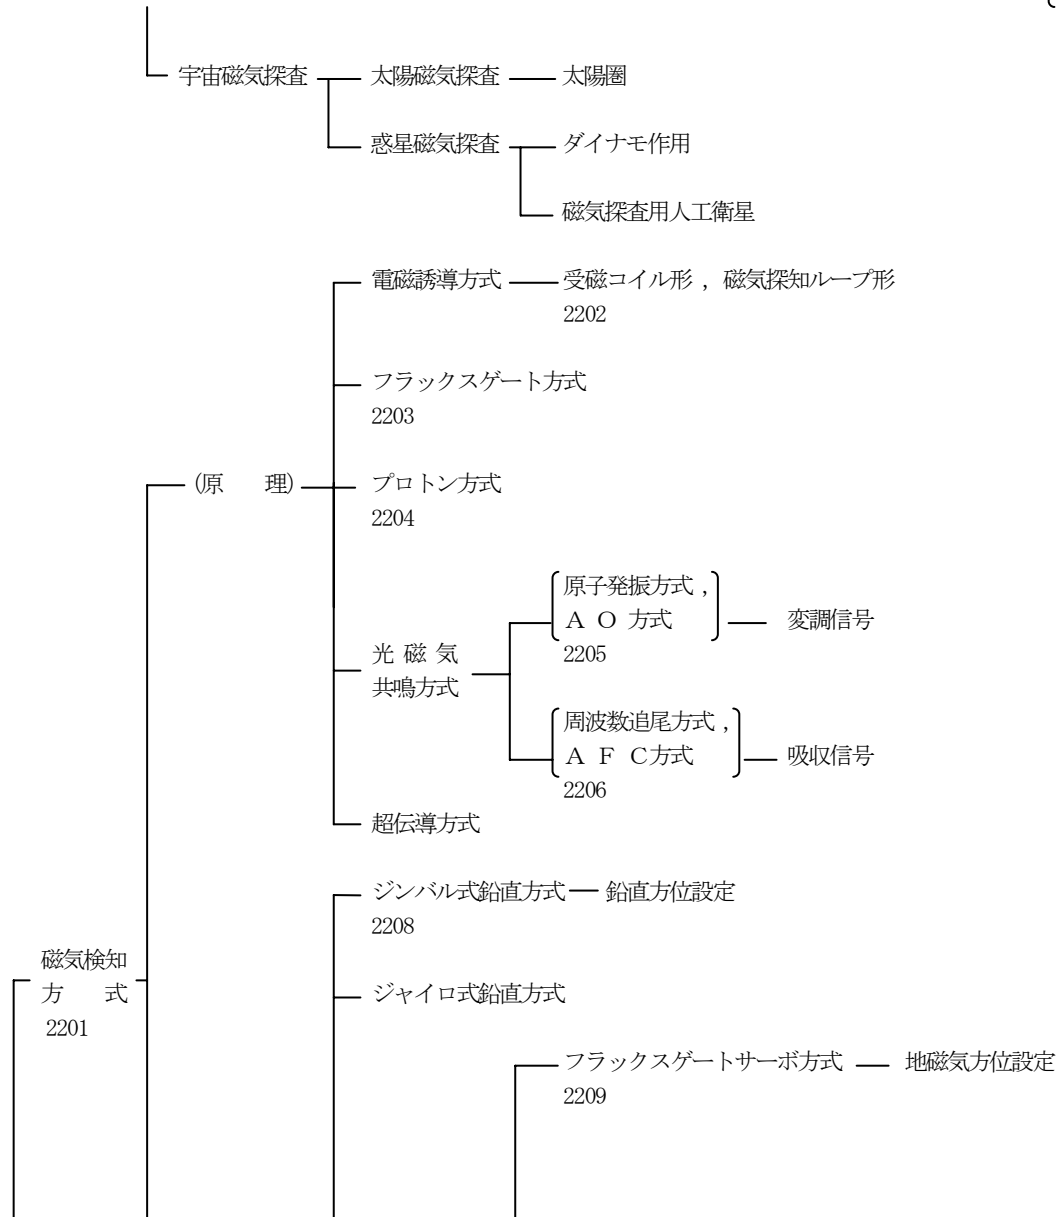 宇宙磁気探査 太陽磁気探査 太陽圏
惑星磁気探査 ダイナモ作用
磁気探査用人工衛星
電磁誘導方式 受磁コイル形 , 磁気探知ループ形
2202
フラックスゲート方式
2203
(原 理) プロトン方式
2204
原子発振方式 ,
A O 方式 変調信号
2205
光 磁 気
共鳴方式
周波数追尾方式 ,
A F C方式 吸収信号
2206
超伝導方式
ジンバル式鉛直方式 鉛直方位設定
2208
磁気検知
方 式
2201
ジャイロ式鉛直方式
フラックスゲートサーボ方式 地磁気方位設定
2209